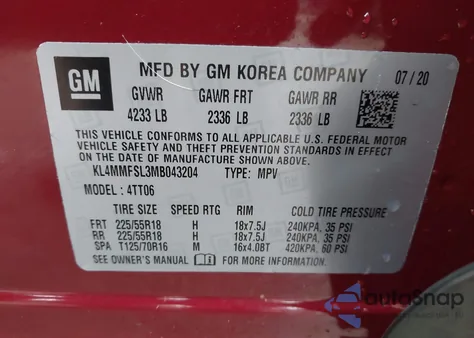 GM
MFD BY GM KOREA COMPANY 07/20
GVWR GAWR FRT GAWR RR
4233 LB 2336 LB 2336 LB
THIS VEHICLE CONFORMS TO ALL APPLICABLE U.S. FEDERAL MOTOR
VEHICLE SAFETY AND THEFT PREVENTION STANDARDS IN EFFECT
ON THE DATE OF MANUFACTURE SHOWN ABOVE.
KL4MMFSL3MB043204 TYPE: MPV
MODEL : 4TT06
TIRE SIZE SPEED RTG RIM COLD TIRE PRESSURE
FRT 225/55R18 H 18x7.5J 240KPA, 35 PSI
RR 225/55R18 H 18x7.5J 240KPA, 35 PSI
SPA T125/70R16 M 16x4.0BT 420KPA, 60 PSI
SEE OWNER'S MANUAL FOR MORE INFORMATION
autoSnap